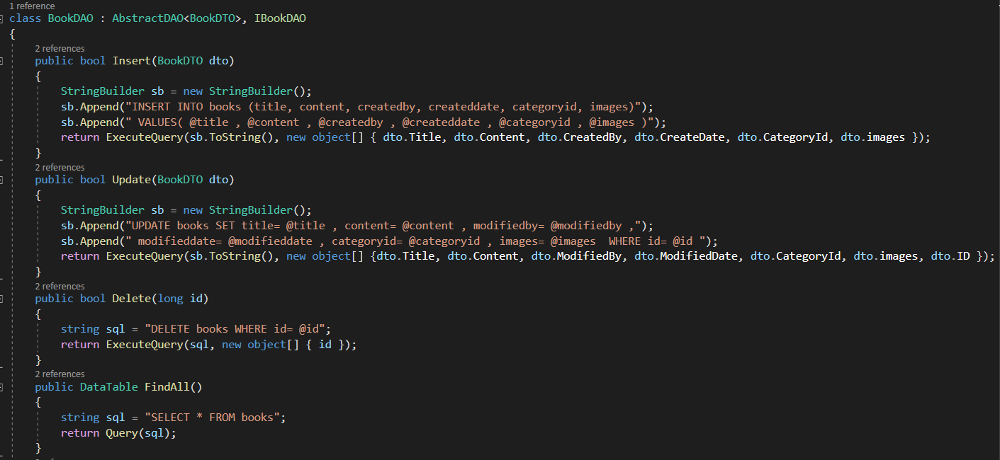 1 reference
class BookDAO : AbstractDAO<BookDTO>, IBookDAO
{
2 references
public bool Insert(BookDTO dto)
{
StringBuilder sb = new StringBuilder();
sb.Append("INSERT INTO books (title, content, createdby, createddate, categoryid, images)");
sb.Append(" VALUES( @title , @content , @createdby , @createddate , @categoryid , @images )");
return ExecuteQuery(sb.ToString(), new object[] { dto.Title, dto.Content, dto.CreatedBy, dto.CreateDate, dto.CategoryId, dto.images });
}
2 references
public bool Update(BookDTO dto)
{
StringBuilder sb = new StringBuilder();
sb.Append("UPDATE books SET title= @title , content= @content , modifiedby= @modifiedby ,");
sb.Append(" modifieddate= @modifieddate , categoryid= @categoryid , images= @images  WHERE id= @id ");
return ExecuteQuery(sb.ToString(), new object[] {dto.Title, dto.Content, dto.ModifiedBy, dto.ModifiedDate, dto.CategoryId, dto.images, dto.ID });
}
2 references
public bool Delete(long id)
{
string sql = "DELETE books WHERE id= @id";
return ExecuteQuery(sql, new object[] { id });
}
2 references
public DataTable FindAll()
{
string sql = "SELECT * FROM books";
return Query(sql);
}